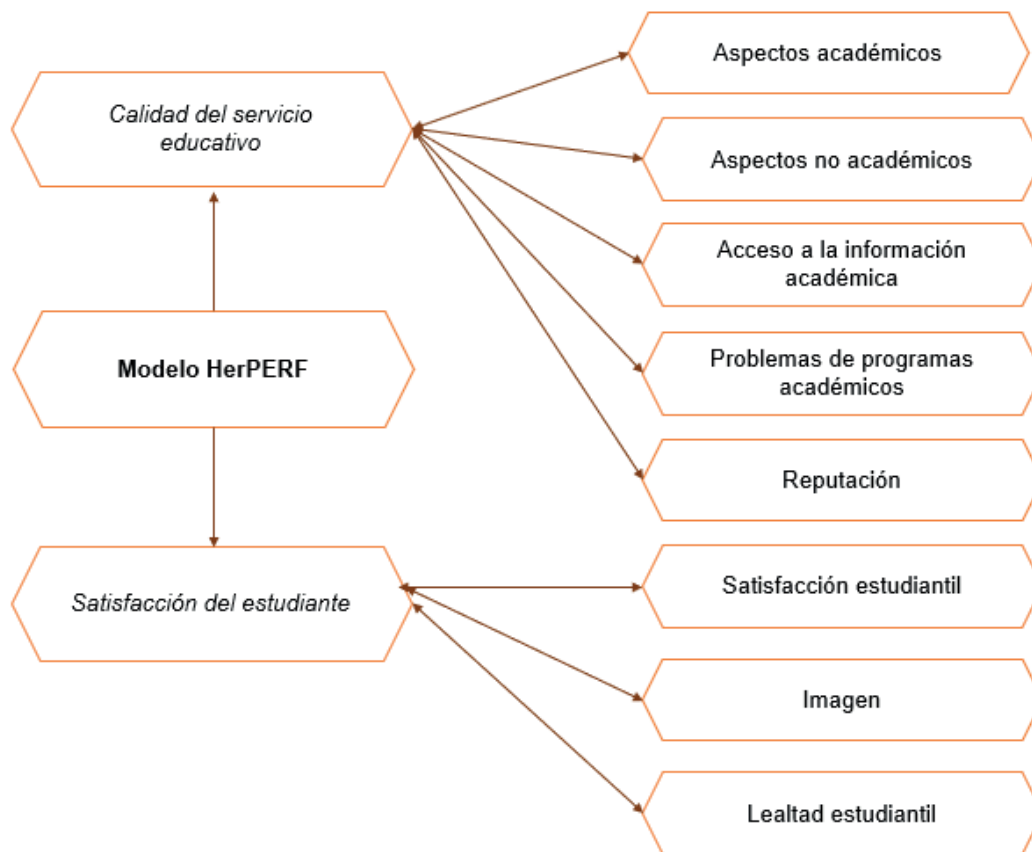 Calidad del servicio
educativo
Modelo HerPERF
Satisfacción del estudiante
Aspectos académicos
Aspectos no académicos
Acceso a la información
académica
Problemas de programas
académicos
Reputación
Satisfacción estudiantil
Imagen
Lealtad estudiantil